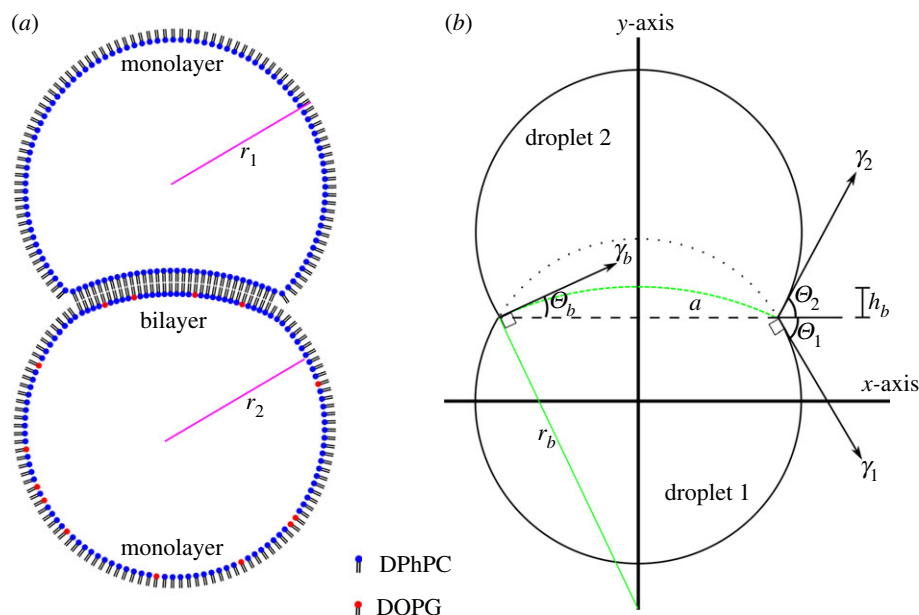 (a)
monolayer
r1
bilayer
r2
monolayer
DPhPC
DOPG
(b)
y-axis
droplet 2
γ2
γb
Θb
a
Θ2
hb
Θ1
x-axis
rb
γ1
droplet 1